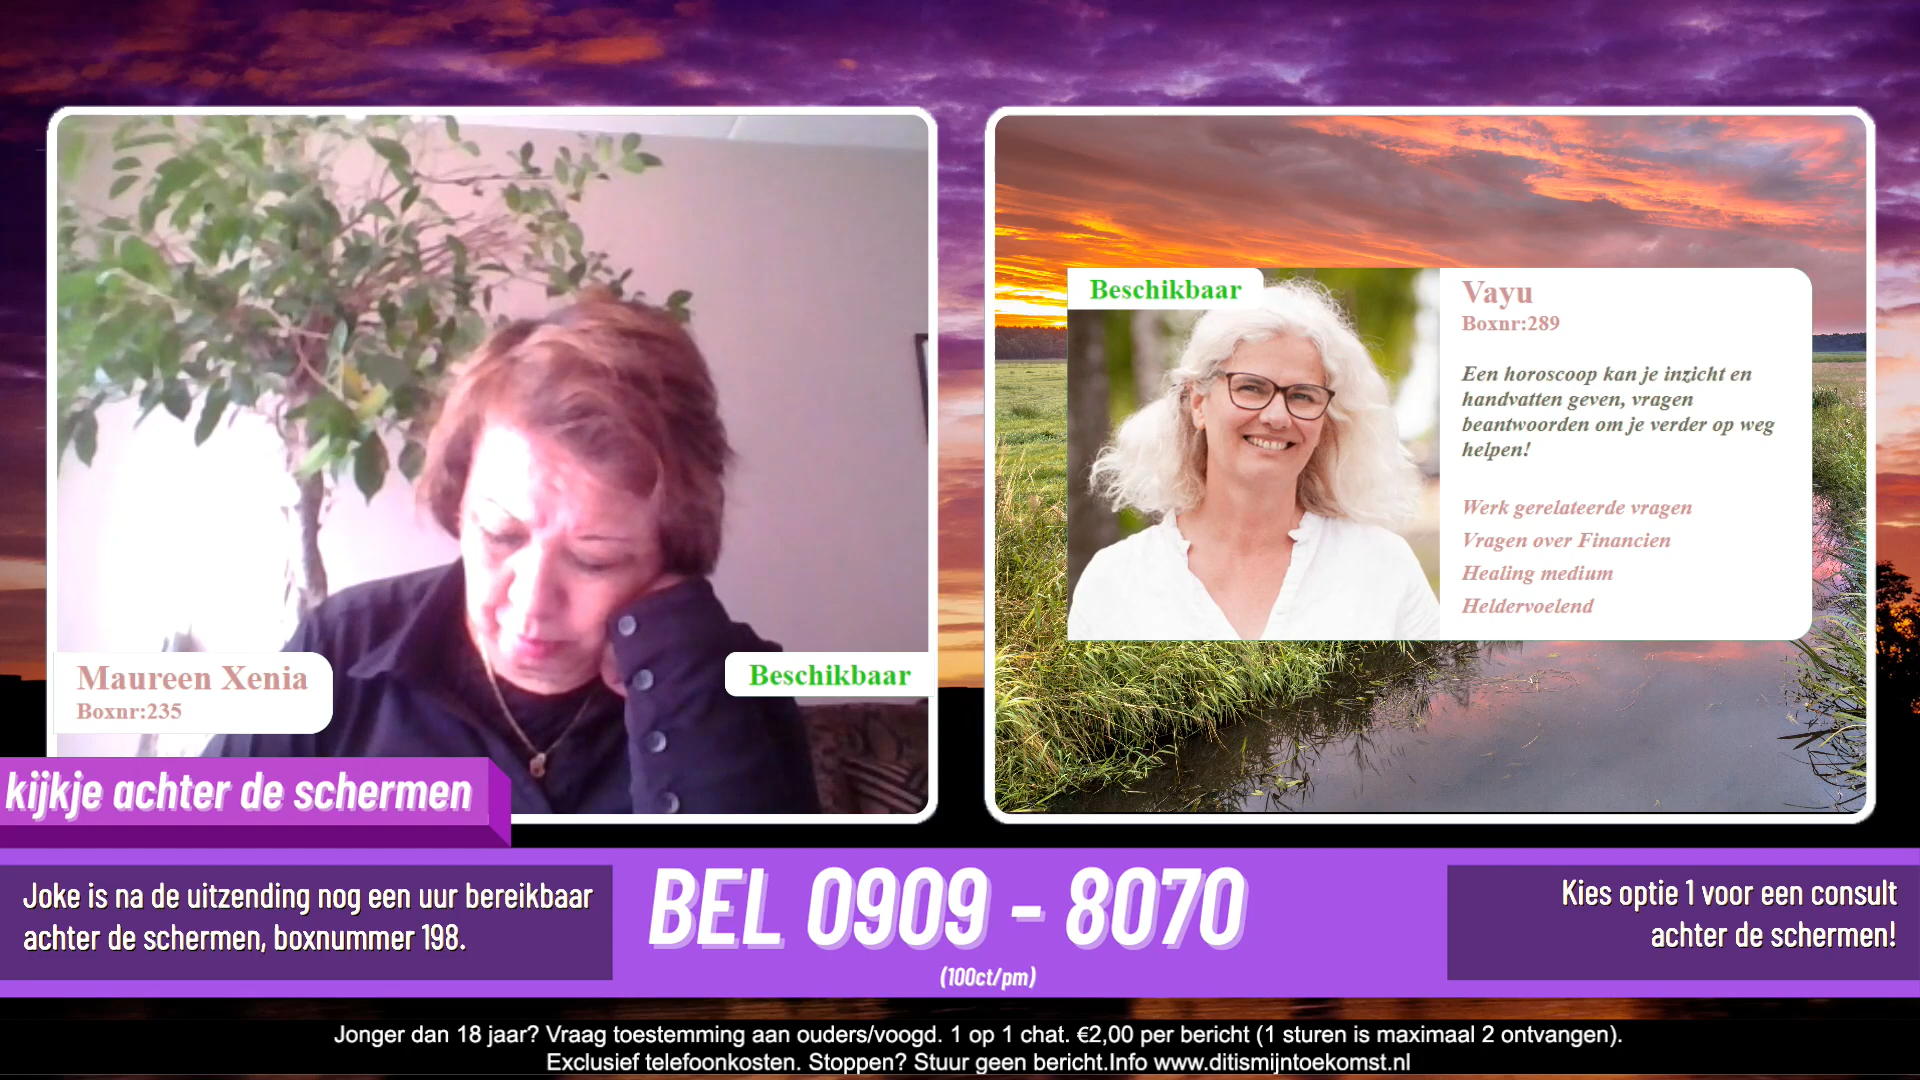 Beschikbaar
Vayu
Boxnr:289
Een horoscoop kan je inzicht en
handvatten geven, vragen
beantwoorden om je verder op weg
helpen!
Werk gerelateerde vragen
Vragen over Financien
Healing medium
Heldervoelend
Maureen Xenia
Boxnr:235
Beschikbaar
kijkje achter de schermen
Joke is na de uitzending nog een uur bereikbaar
achter de schermen, boxnummer 198.
BEL 0909 - 8070
(100ct/pm)
Kies optie 1 voor een consult
achter de schermen!
Jonger dan 18 jaar? Vraag toestemming aan ouders/voogd. 1 op 1 chat. €2,00 per bericht (1 sturen is maximaal 2 ontvangen).
Exclusief telefoonkosten. Stoppen? Stuur geen bericht.Info www.ditismijntoekomst.nl